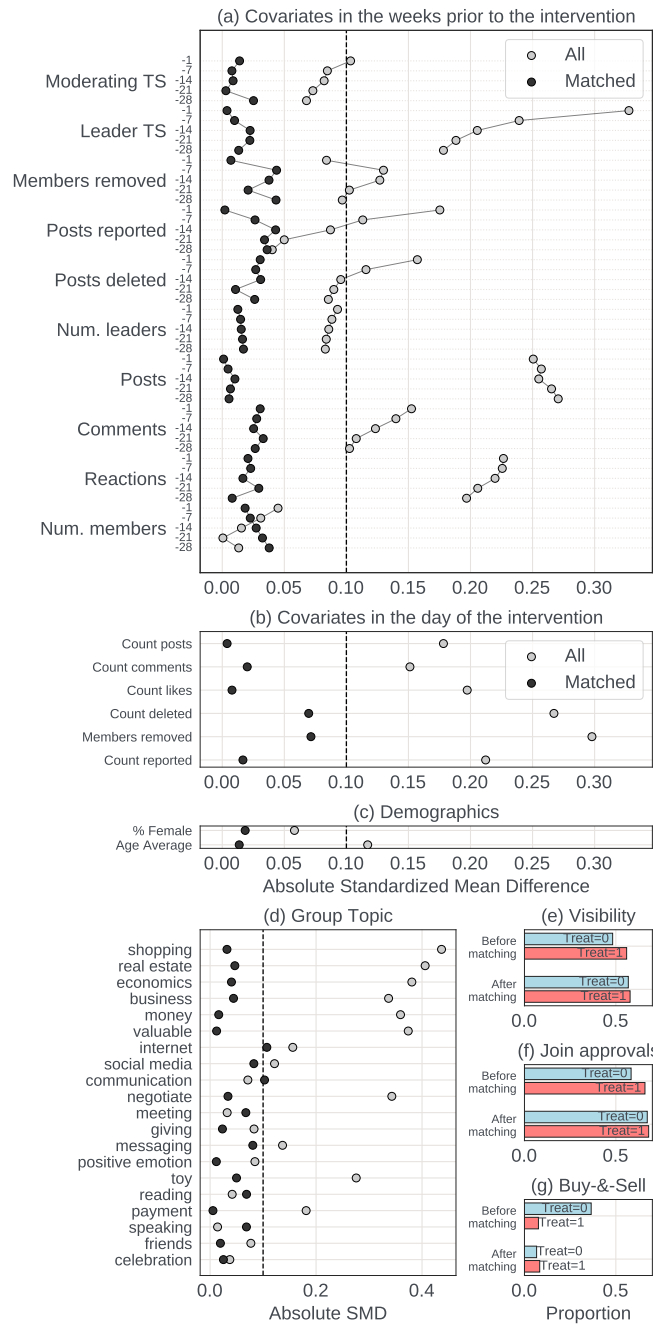 (a) Covariates in the weeks prior to the intervention
All
Matched
Moderating TS
-1
-7
-14
-21
-28
Leader TS
-1
-7
-14
-21
-28
Members removed
-1
-7
-14
-21
-28
Posts reported
-1
-7
-14
-21
-28
Posts deleted
-1
-7
-14
-21
-28
Num. leaders
-1
-7
-14
-21
-28
Posts
-1
-7
-14
-21
-28
Comments
-1
-7
-14
-21
-28
Reactions
-1
-7
-14
-21
-28
Num. members
-1
-7
-14
-21
-28
0.00 0.05 0.10 0.15 0.20 0.25 0.30
(b) Covariates in the day of the intervention
All
Matched
Count posts
Count comments
Count likes
Count deleted
Members removed
Count reported
0.00 0.05 0.10 0.15 0.20 0.25 0.30
(c) Demographics
% Female
Age Average
0.00 0.05 0.10 0.15 0.20 0.25 0.30
Absolute Standardized Mean Difference
(d) Group Topic
shopping
real estate
economics
business
money
valuable
internet
social media
communication
negotiate
meeting
giving
messaging
positive emotion
toy
reading
payment
speaking
friends
celebration
0.0 0.2 0.4
Absolute SMD
(e) Visibility
Before
matching
Treat=0
Treat=1
After
matching
Treat=0
Treat=1
0.0 0.5
(f) Join approvals
Before
matching
Treat=0
Treat=1
After
matching
Treat=0
Treat=1
0.0 0.5
(g) Buy-&-Sell
Before
matching
Treat=0
Treat=1
After
matching
Treat=0
Treat=1
0.0 0.5
Proportion